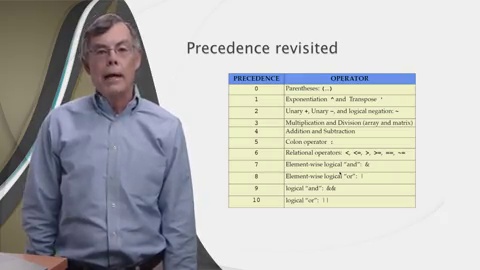 Precedence revisited
PRECEDENCE OPERATOR
0 Parentheses: (…)
1 Exponentiation ^ and Transpose '
2 Unary +, Unary −, and logical negation: ~
3 Multiplication and Division (array and matrix)
4 Addition and Subtraction
5 Colon operator :
6 Relational operators: <, <=, >, >=, ==, ~=
7 Element-wise logical "and": &
8 Element-wise logical "or": |
9 logical "and": &&
10 logical "or": ||